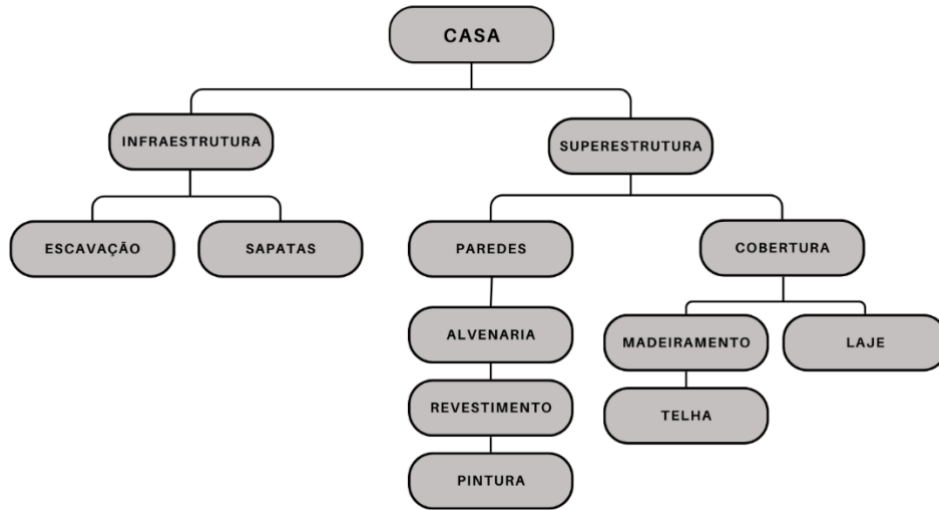 CASA
INFRAESTRUTURA
SUPERESTRUTURA
ESCAVAÇÃO
SAPATAS
PAREDES
COBERTURA
ALVENARIA
MADEIRAMENTO
LAJE
REVESTIMENTO
TELHA
PINTURA